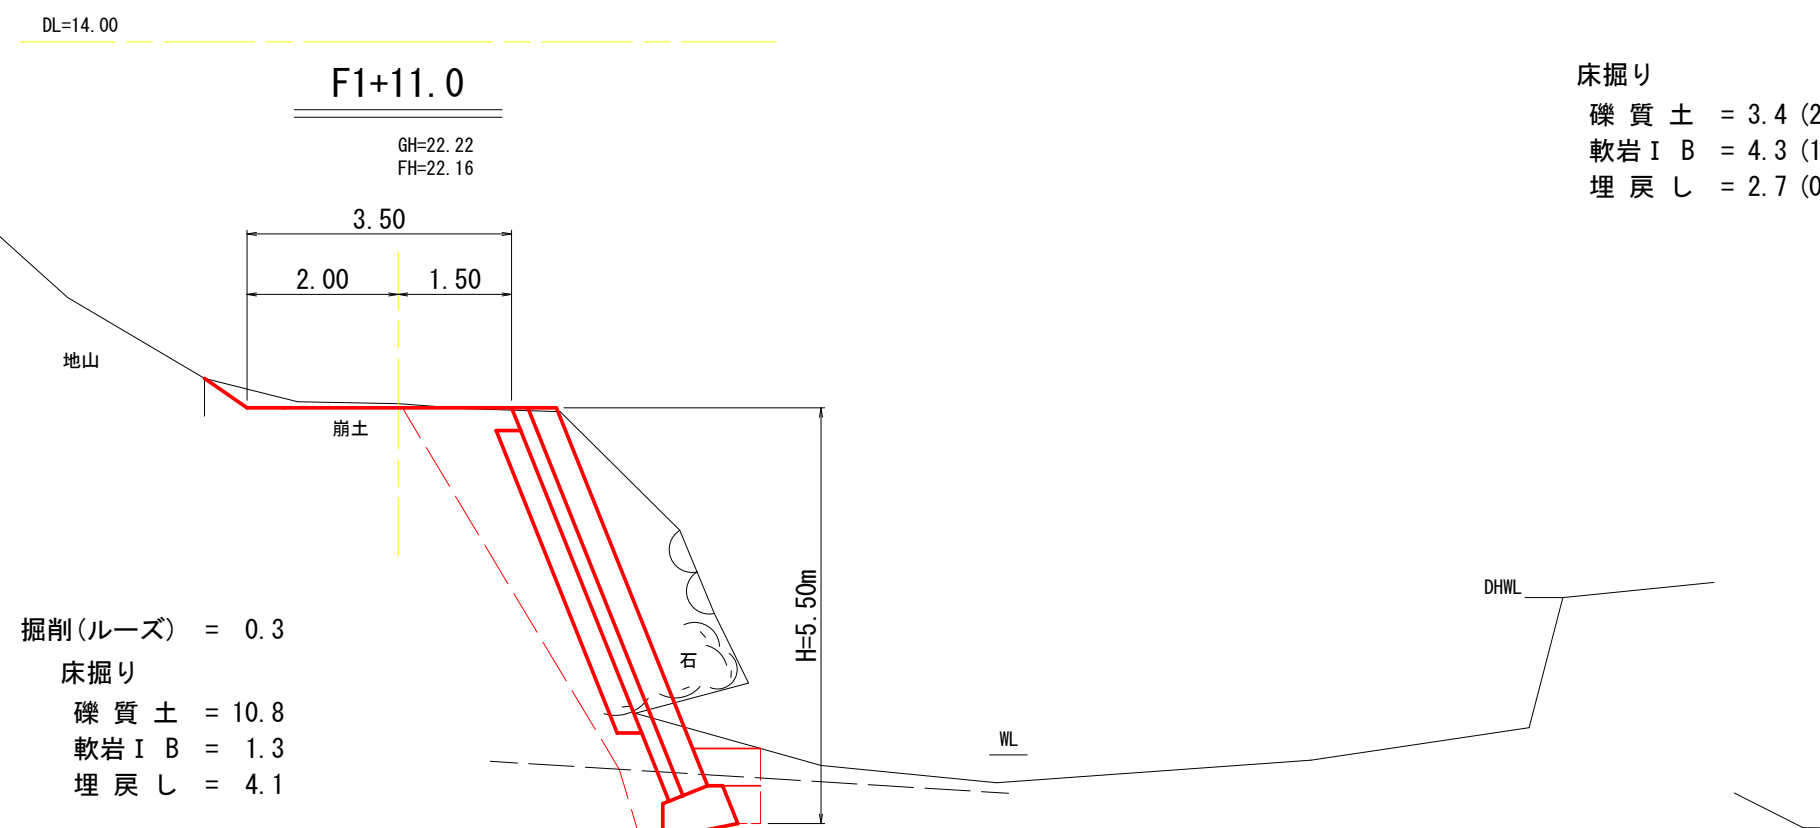 DL=14.00
F1+11.0
GH=22.22
FH=22.16
3.50
2.00
1.50
地山
崩土
石
H=5.50m
WL
DHWL
掘削(ルーズ) = 0.3
床掘り
礫 質 土 = 10.8
軟岩Ⅰ B = 1.3
埋 戻 し = 4.1
床掘り
礫 質 土 = 3.4 (2
軟岩Ⅰ B = 4.3 (1
埋 戻 し = 2.7 (0